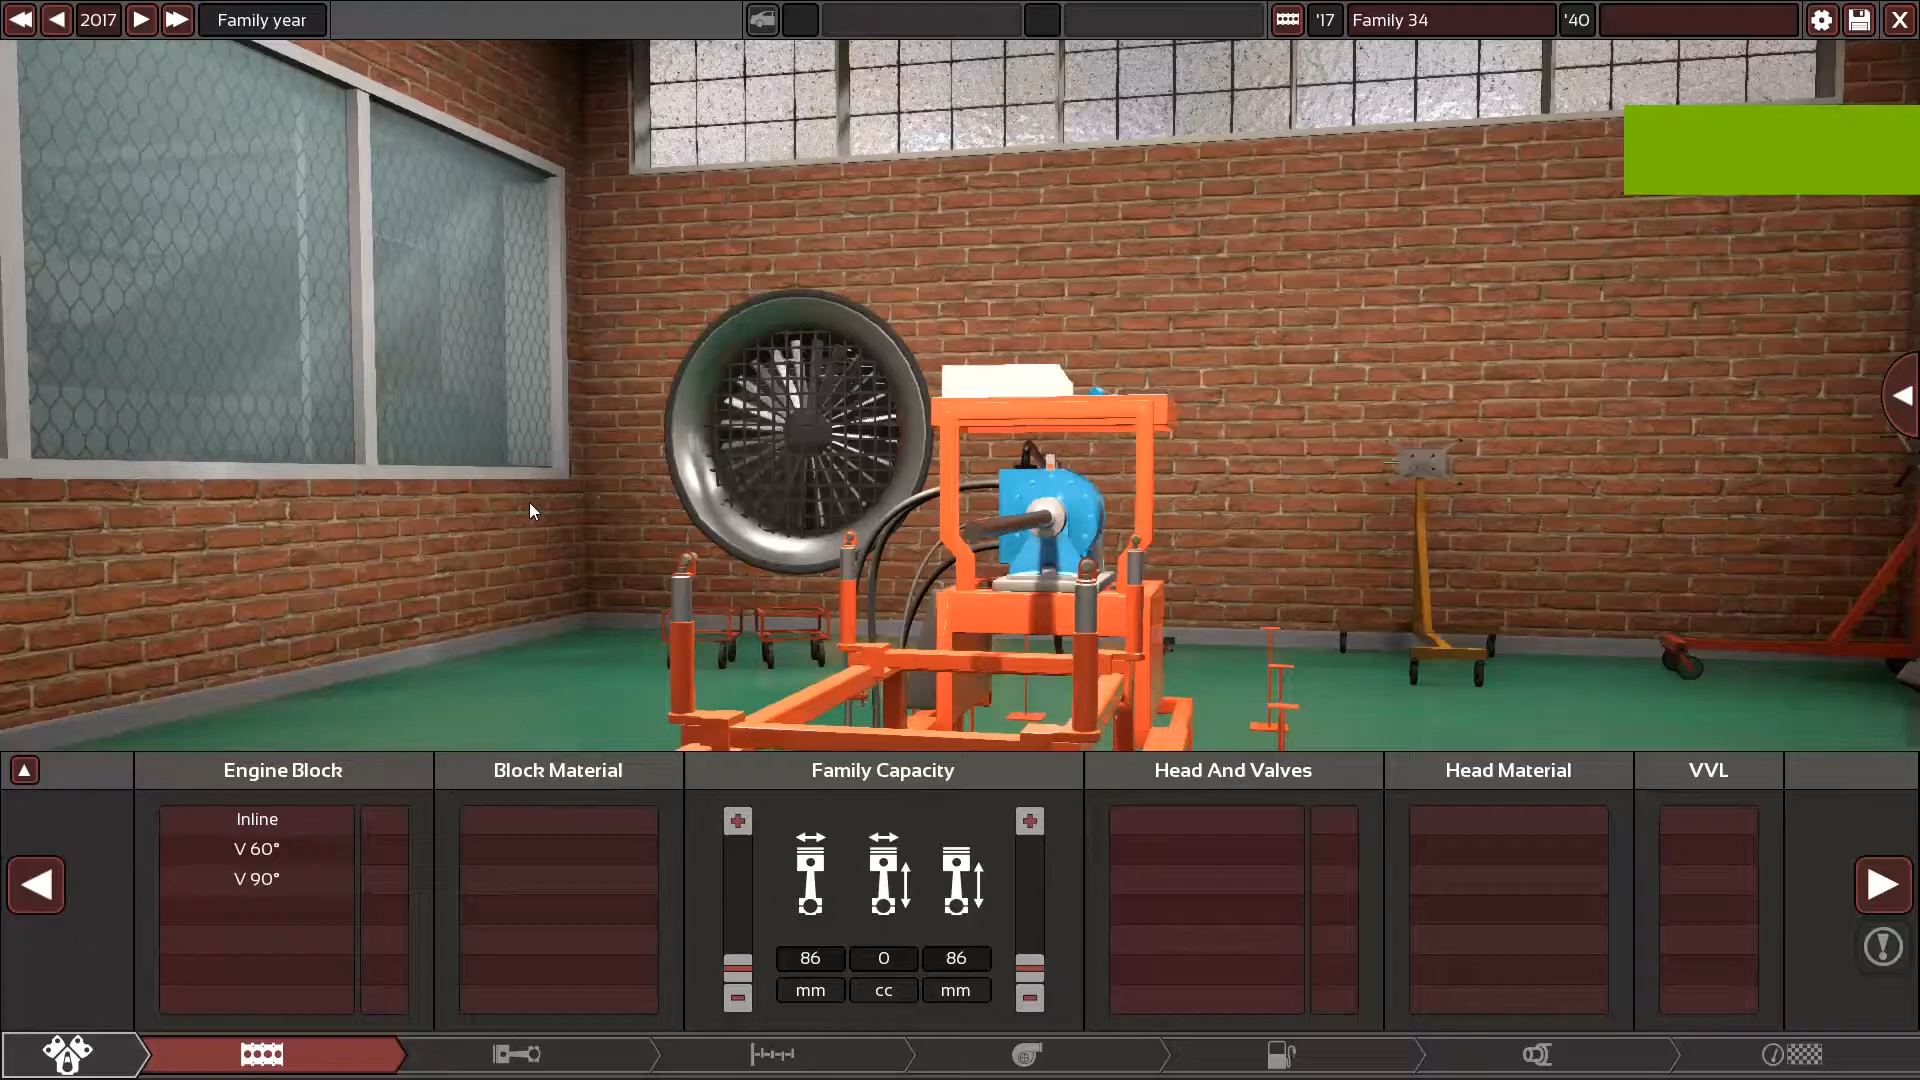 2017
Family year
'17
Family 34
'40
X
Engine Block
Block Material
Family Capacity
Head And Valves
Head Material
VVL
Inline
V 60°
V 90°
86
0
86
mm
cc
mm